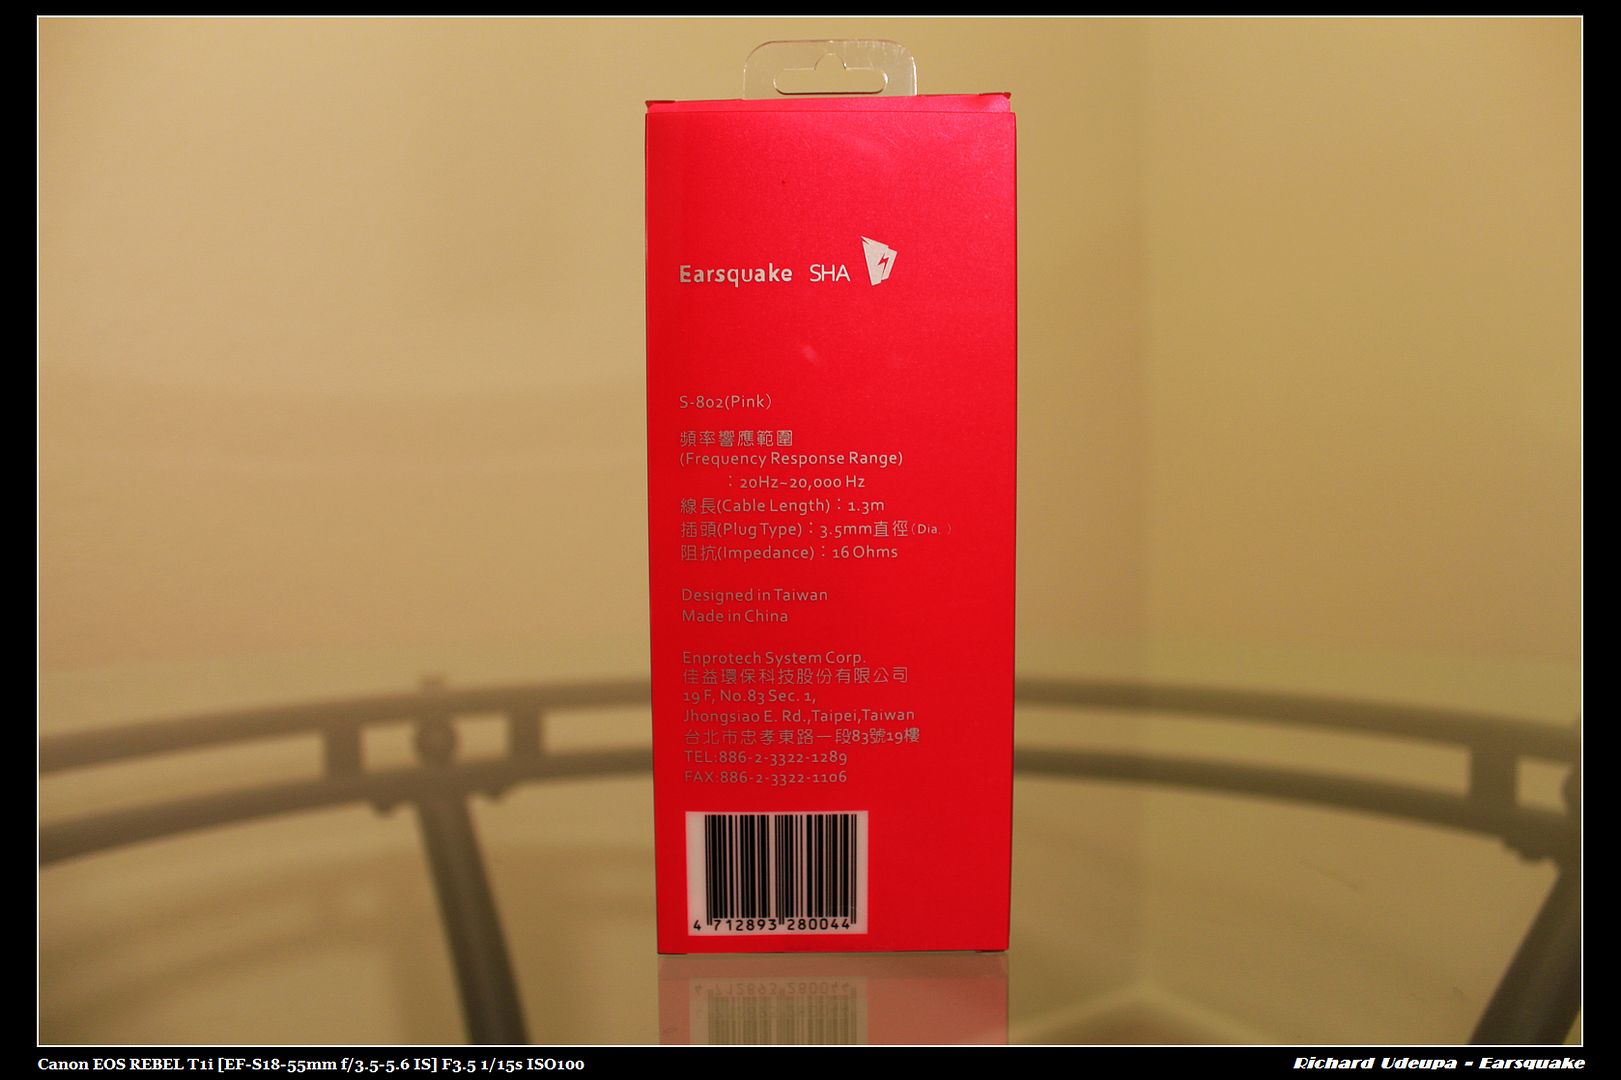 Earsquake SHA
S-802(Pink)
頻率響應範圍
(Frequency Response Range)
：20Hz~20,000 Hz
線長(Cable Length)：1.3m
插頭(Plug Type)：3.5mm直徑(Dia. )
阻抗(Impedance)：16 Ohms
Designed in Taiwan
Made in China
Enprotech System Corp.
佳益環保科技股份有限公司
19 F, No.83 Sec. 1,
Jhongsiao E. Rd.,Taipei,Taiwan
台北市忠孝東路一段83號19樓
TEL:886-2-3322-1289
FAX:886-2-3322-1106
4 712893 280044
Canon EOS REBEL T1i [EF-S18-55mm f/3.5-5.6 IS] F3.5 1/15s ISO100
Richard Udeupa - Earsquake